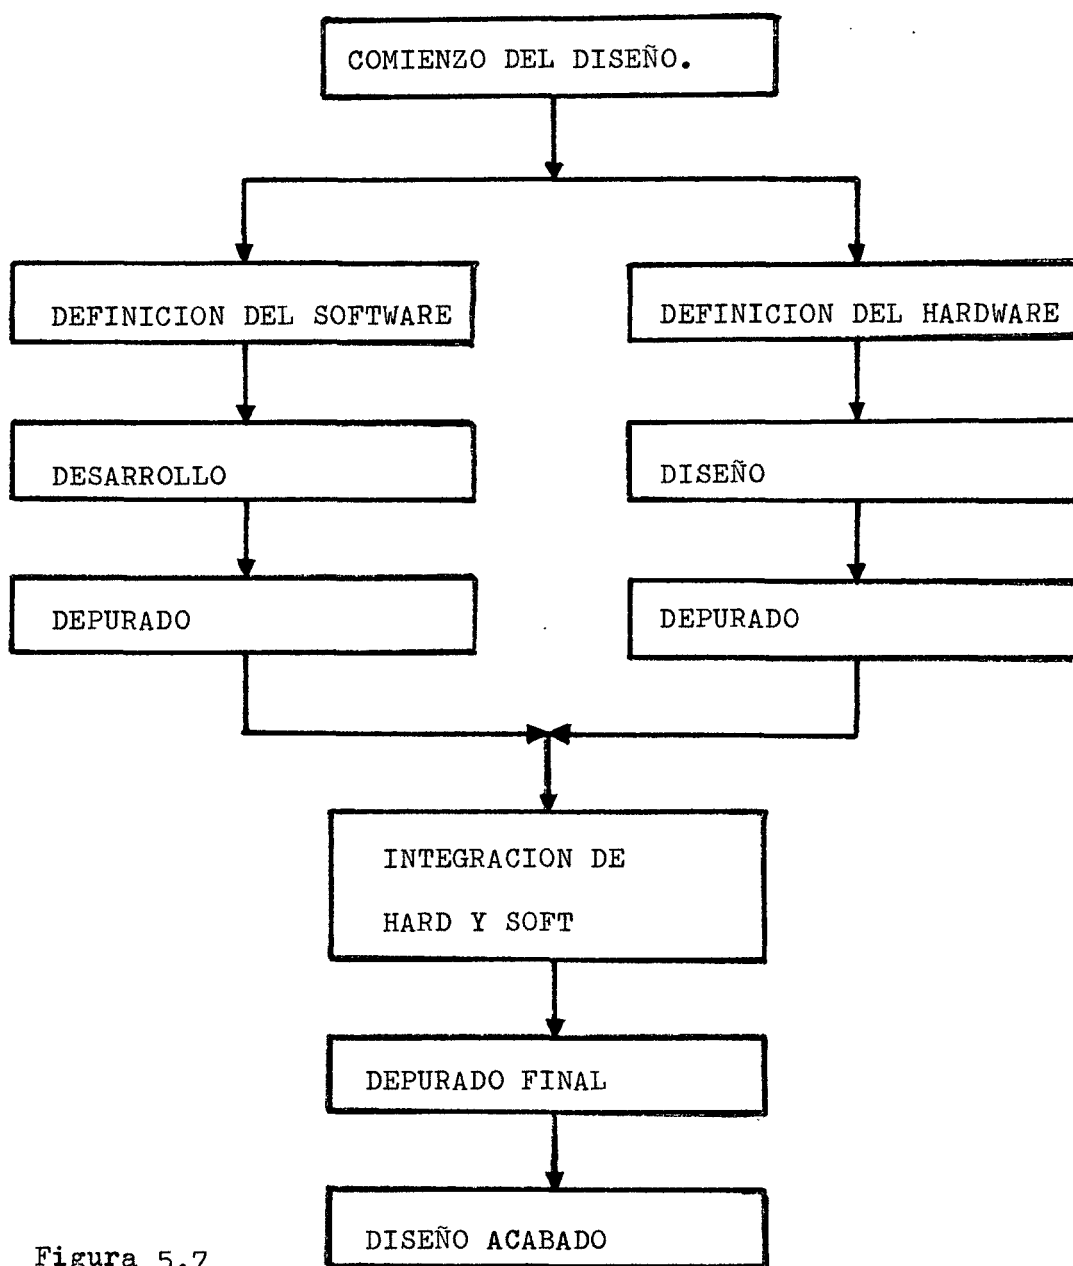 COMIENZO DEL DISEÑO.
DEFINICION DEL SOFTWARE
DEFINICION DEL HARDWARE
DESARROLLO
DISEÑO
DEPURADO
DEPURADO
INTEGRACION DE
HARD Y SOFT
DEPURADO FINAL
DISEÑO ACABADO
Figura 5.7